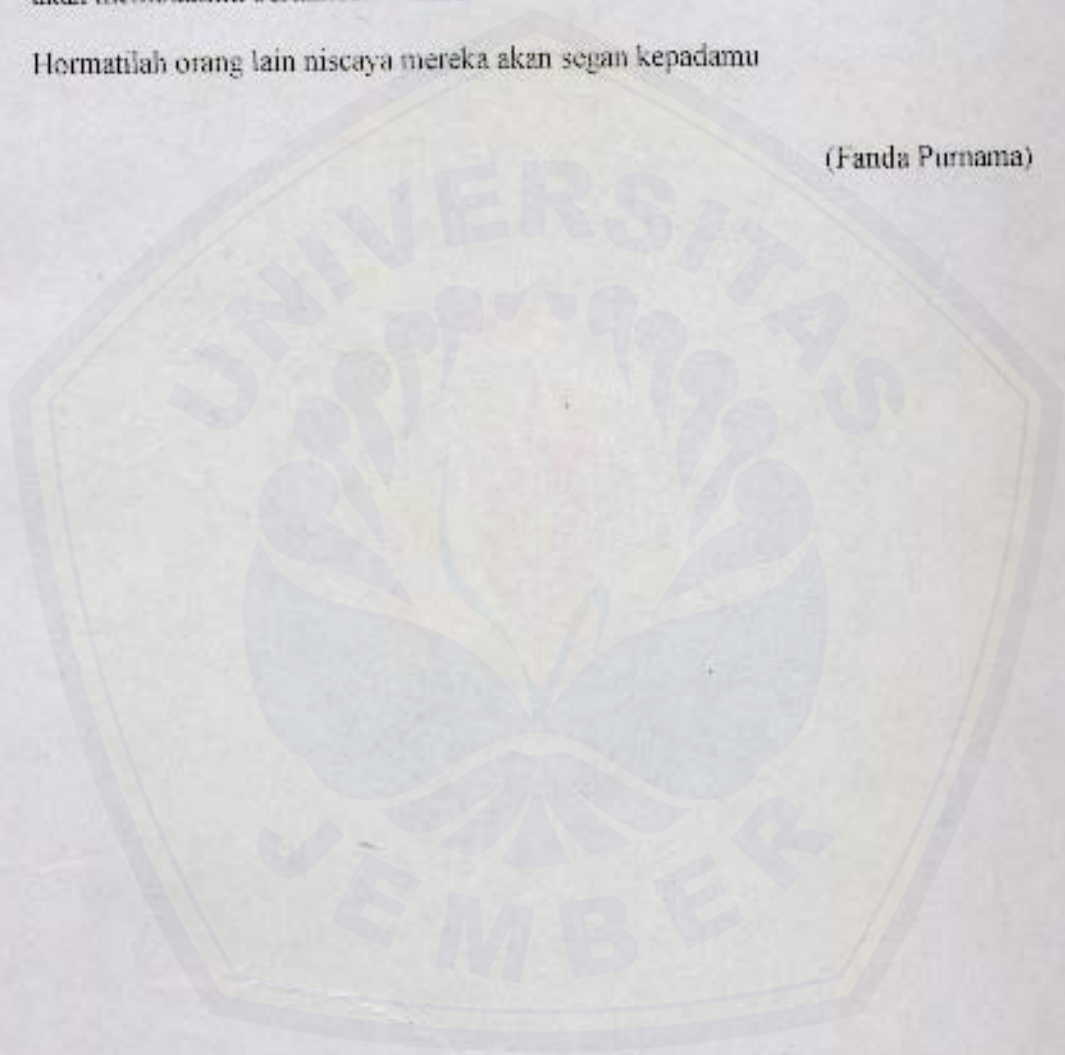 Hormatilah orang lain niscaya mereka akan segan kepadamu
(Fanda Purnama)
UNIVERSITAS
JEMBER